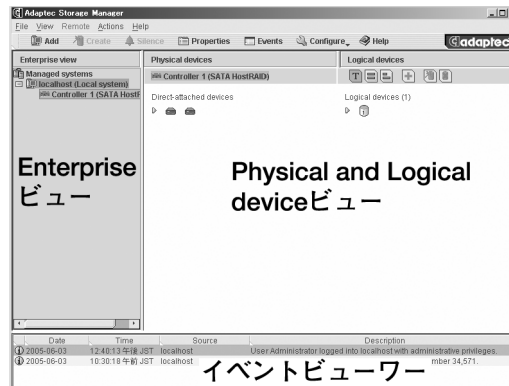 Adaptec Storage Manager
File View Remote Actions Help
Add Create Silence Properties Events Configure Help adaptec
Enterprise view
Physical devices
Logical devices
Managed systems
localhost (Local system)
Controller 1 (SATA HostR
Controller 1 (SATA HostRAID)
Direct-attached devices
Logical devices (1)
Enterprise
ビュー
Physical and Logical
deviceビュー
Date Time Source Description
2005-06-03 12:40:13 午後 JST localhost User Administrator logged into localhost with administrative privileges.
2005-06-03 10:30:18 午前 JST localhost mber 34,571.
イベントビューワー